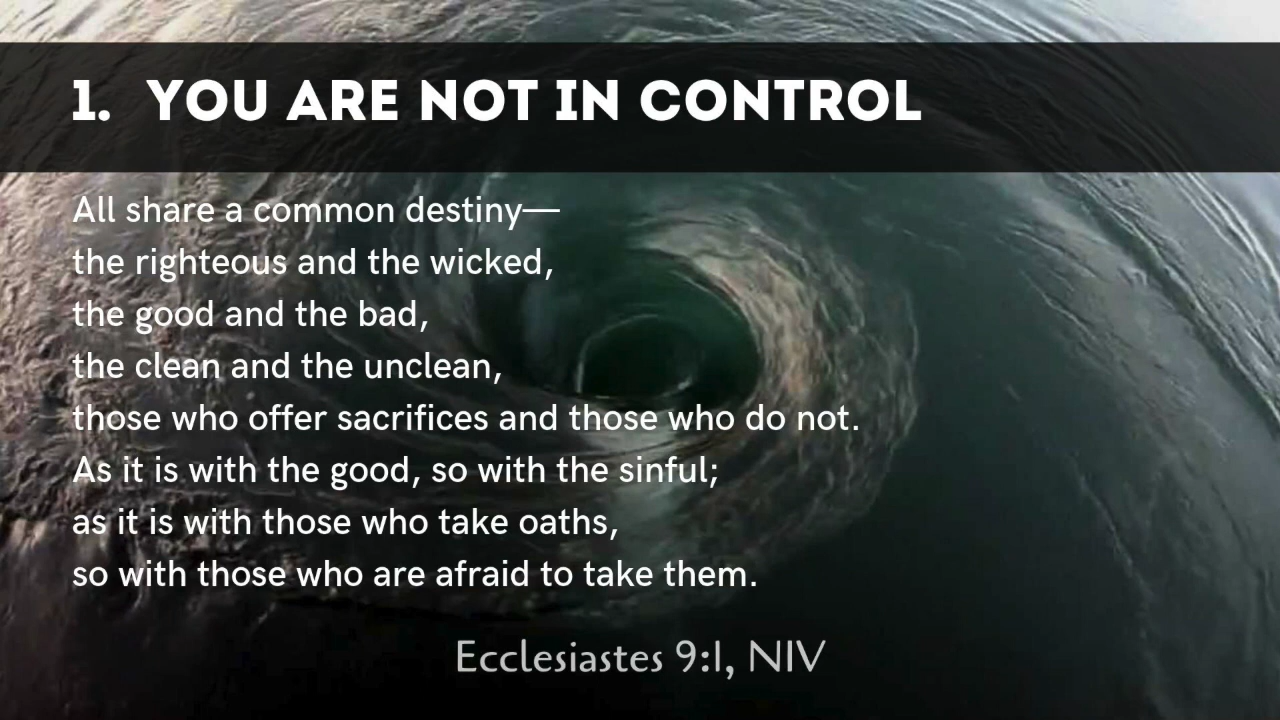 1. YOU ARE NOT IN CONTROL
All share a common destiny—
the righteous and the wicked,
the good and the bad,
the clean and the unclean,
those who offer sacrifices and those who do not.
As it is with the good, so with the sinful;
as it is with those who take oaths,
so with those who are afraid to take them.
Ecclesiastes 9:1, NIV